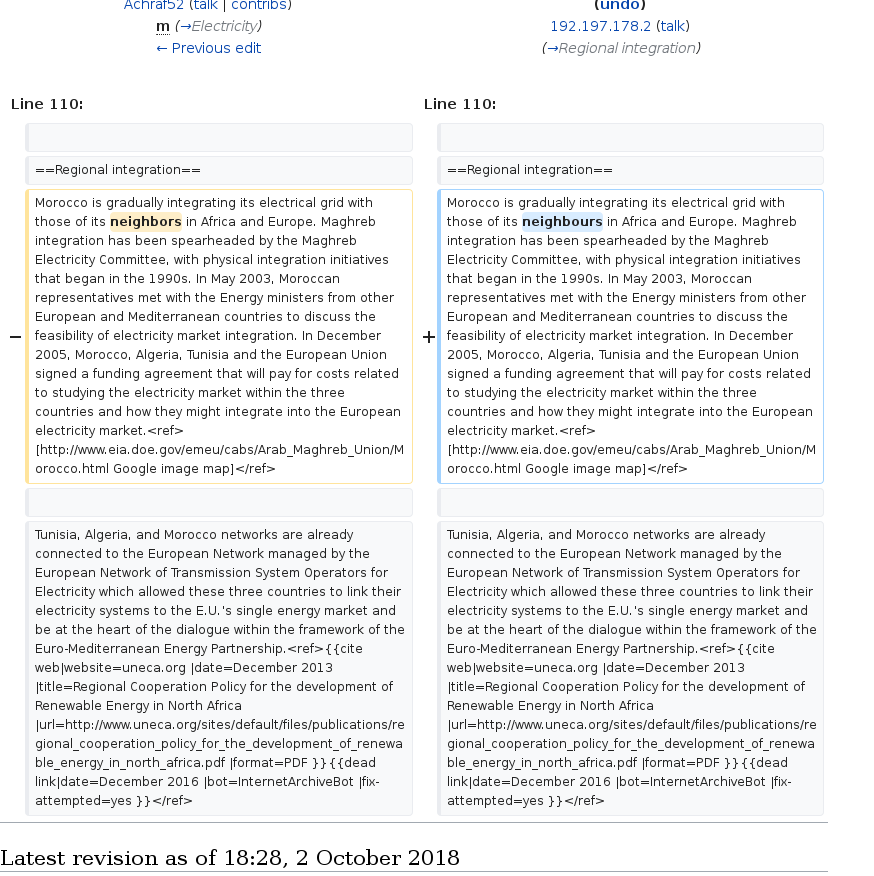 Achraf52 (talk | contribs)
m (→Electricity)
← Previous edit
(undo)
192.197.178.2 (talk)
(→Regional integration)
Line 110:
Line 110:
==Regional integration==
==Regional integration==
−
Morocco is gradually integrating its electrical grid with
those of its neighbors in Africa and Europe. Maghreb
integration has been spearheaded by the Maghreb
Electricity Committee, with physical integration initiatives
that began in the 1990s. In May 2003, Moroccan
representatives met with the Energy ministers from other
European and Mediterranean countries to discuss the
feasibility of electricity market integration. In December
2005, Morocco, Algeria, Tunisia and the European Union
signed a funding agreement that will pay for costs related
to studying the electricity market within the three
countries and how they might integrate into the European
electricity market.<ref>
[http://www.eia.doe.gov/emeu/cabs/Arab_Maghreb_Union/M
orocco.html Google image map]</ref>
+
Morocco is gradually integrating its electrical grid with
those of its neighbours in Africa and Europe. Maghreb
integration has been spearheaded by the Maghreb
Electricity Committee, with physical integration initiatives
that began in the 1990s. In May 2003, Moroccan
representatives met with the Energy ministers from other
European and Mediterranean countries to discuss the
feasibility of electricity market integration. In December
2005, Morocco, Algeria, Tunisia and the European Union
signed a funding agreement that will pay for costs related
to studying the electricity market within the three
countries and how they might integrate into the European
electricity market.<ref>
[http://www.eia.doe.gov/emeu/cabs/Arab_Maghreb_Union/M
orocco.html Google image map]</ref>
Tunisia, Algeria, and Morocco networks are already
connected to the European Network managed by the
European Network of Transmission System Operators for
Electricity which allowed these three countries to link their
electricity systems to the E.U.'s single energy market and
be at the heart of the dialogue within the framework of the
Euro-Mediterranean Energy Partnership.<ref>{{cite
web|website=uneca.org |date=December 2013
|title=Regional Cooperation Policy for the development of
Renewable Energy in North Africa
|url=http://www.uneca.org/sites/default/files/publications/re
gional_cooperation_policy_for_the_development_of_renewa
ble_energy_in_north_africa.pdf |format=PDF }}{{dead
link|date=December 2016 |bot=InternetArchiveBot |fix-
attempted=yes }}</ref>
Tunisia, Algeria, and Morocco networks are already
connected to the European Network managed by the
European Network of Transmission System Operators for
Electricity which allowed these three countries to link their
electricity systems to the E.U.'s single energy market and
be at the heart of the dialogue within the framework of the
Euro-Mediterranean Energy Partnership.<ref>{{cite
web|website=uneca.org |date=December 2013
|title=Regional Cooperation Policy for the development of
Renewable Energy in North Africa
|url=http://www.uneca.org/sites/default/files/publications/re
gional_cooperation_policy_for_the_development_of_renewa
ble_energy_in_north_africa.pdf |format=PDF }}{{dead
link|date=December 2016 |bot=InternetArchiveBot |fix-
attempted=yes }}</ref>
Latest revision as of 18:28, 2 October 2018